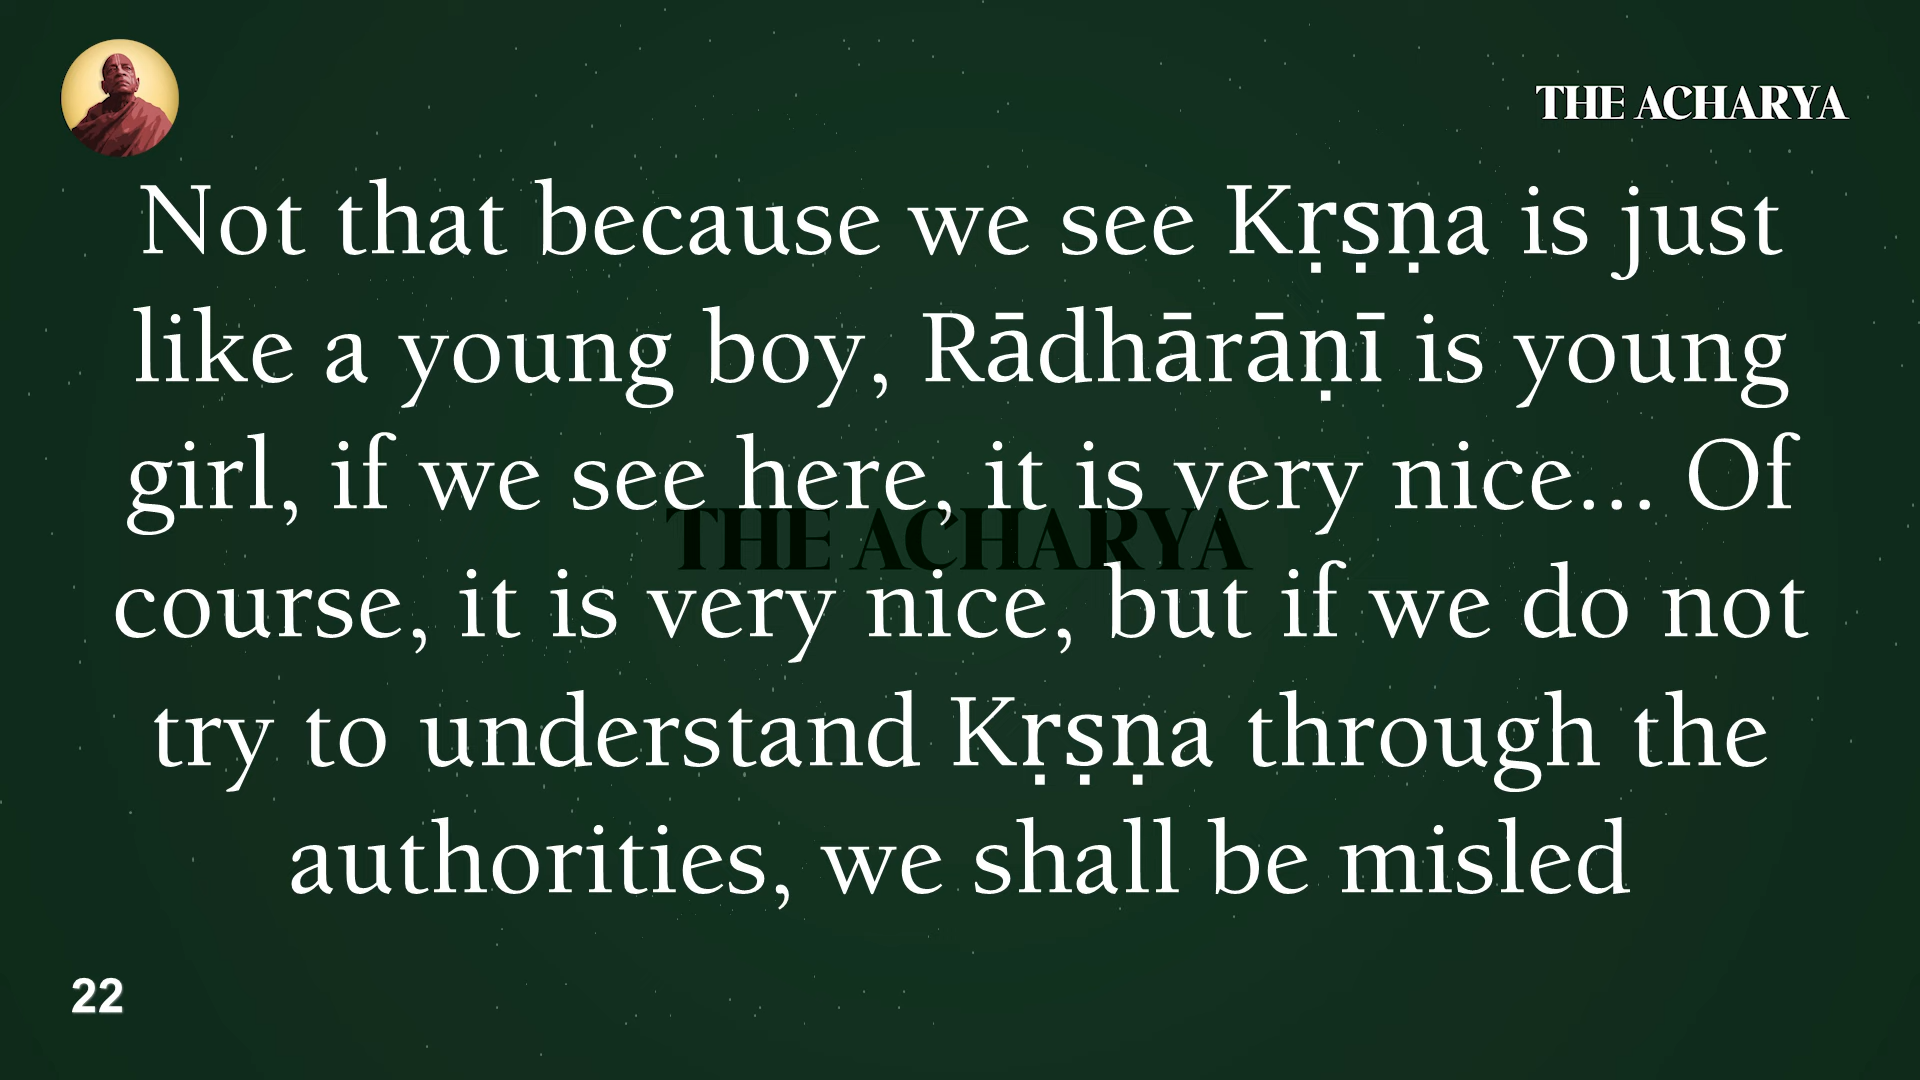 THE ACHARYA
Not that because we see Kṛṣṇa is just
like a young boy, Rādhārāṇī is young
girl, if we see here, it is very nice... Of
THE ACHARYA
course, it is very nice, but if we do not
try to understand Kṛṣṇa through the
authorities, we shall be misled
22